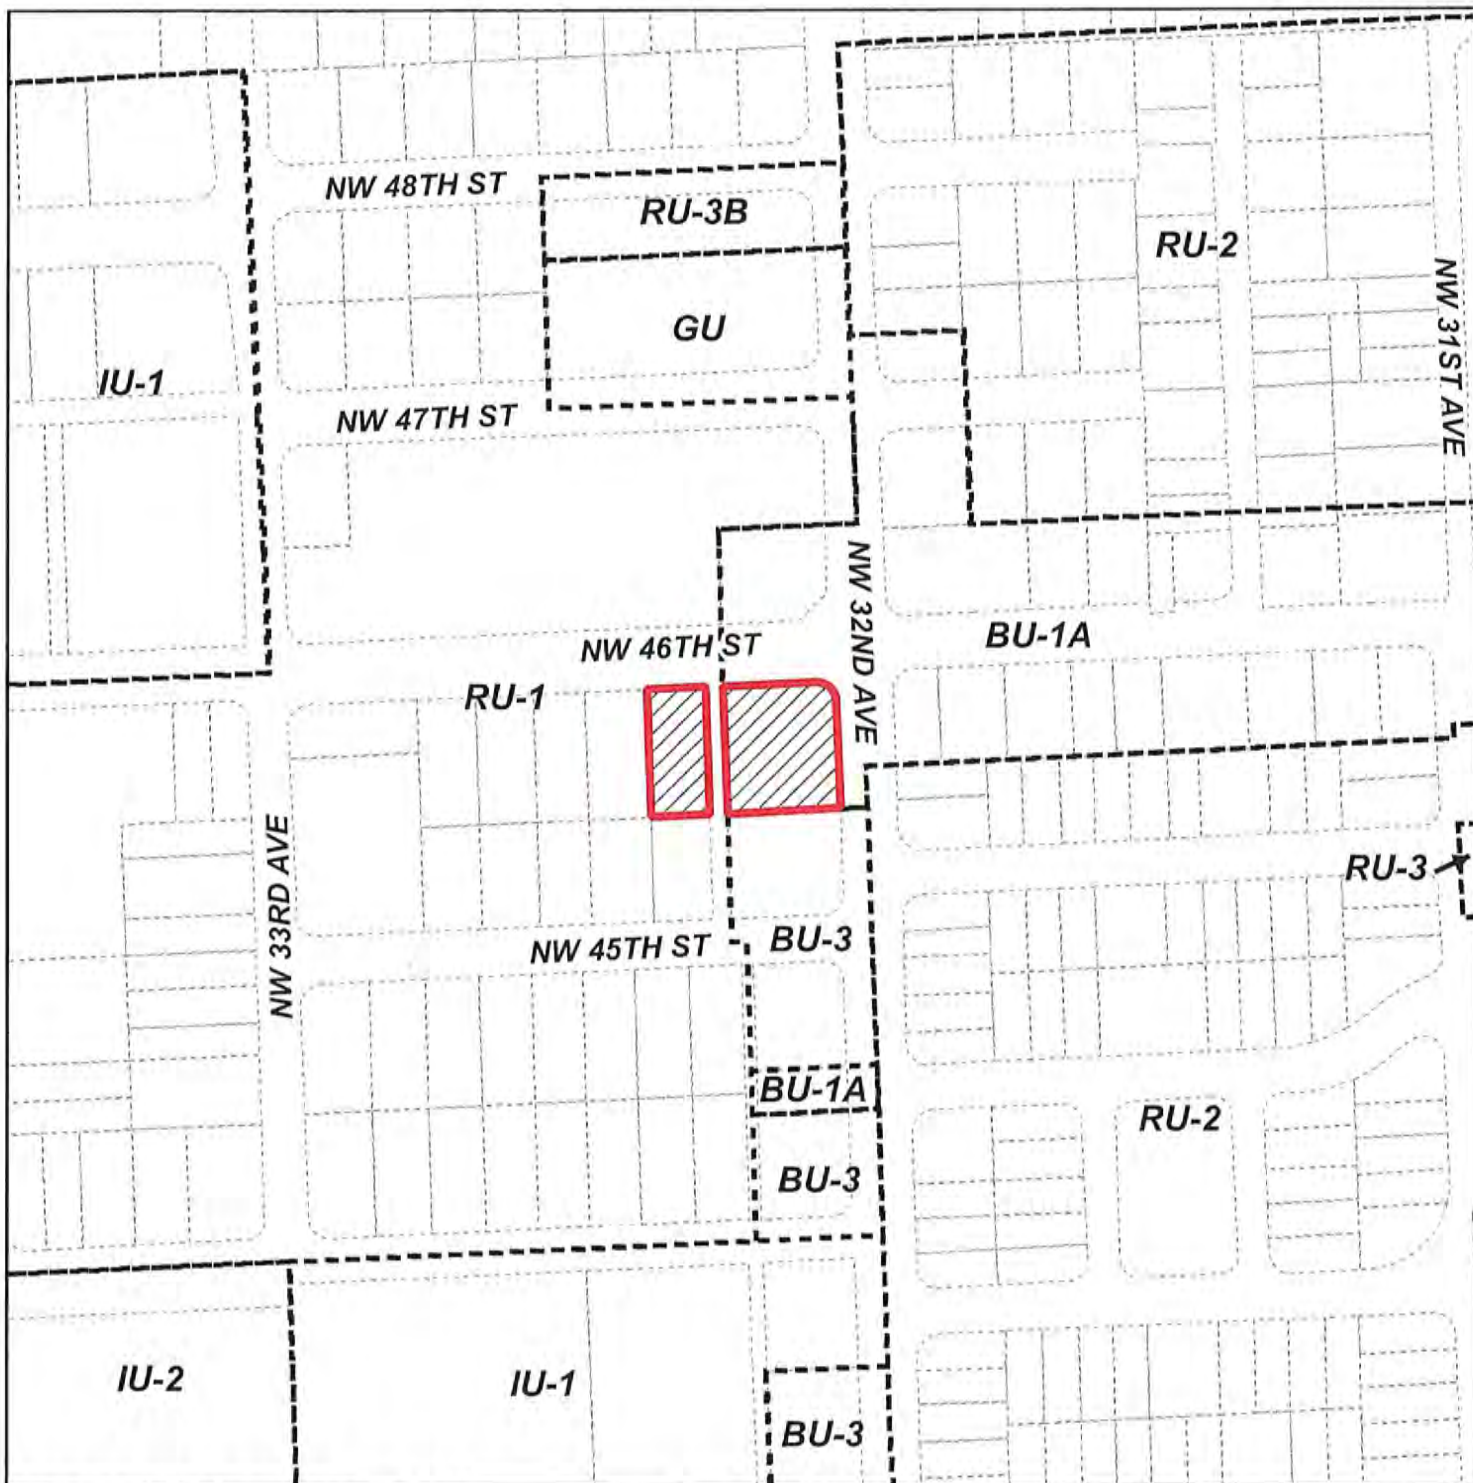 NW 48TH ST
RU-3B
RU-2
GU
NW 31ST AVE
IU-1
NW 47TH ST
NW 32ND AVE
BU-1A
NW 46TH ST
RU-1
NW 33RD AVE
RU-3
BU-3
NW 45TH ST
BU-1A
RU-2
BU-3
IU-2
IU-1
BU-3